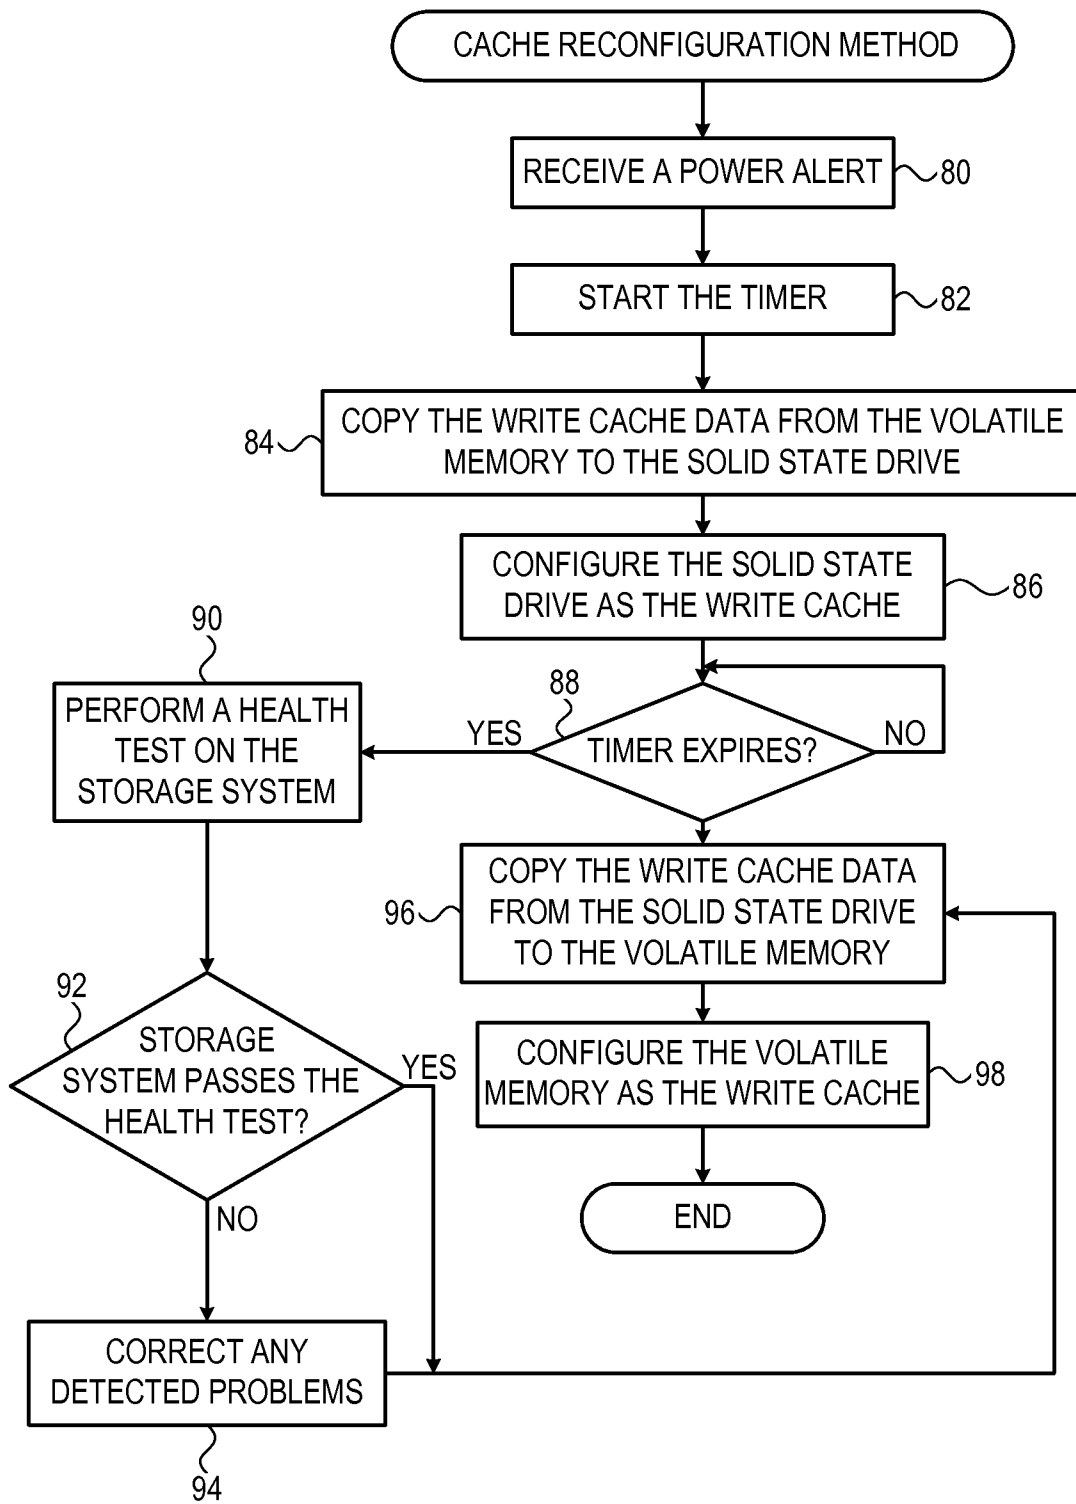 CACHE RECONFIGURATION METHOD
RECEIVE A POWER ALERT
80
START THE TIMER
82
84
COPY THE WRITE CACHE DATA FROM THE VOLATILE
MEMORY TO THE SOLID STATE DRIVE
CONFIGURE THE SOLID STATE
DRIVE AS THE WRITE CACHE
86
90
PERFORM A HEALTH
TEST ON THE
STORAGE SYSTEM
88
YES
TIMER EXPIRES?
NO
96
COPY THE WRITE CACHE DATA
FROM THE SOLID STATE DRIVE
TO THE VOLATILE MEMORY
92
STORAGE
SYSTEM PASSES THE
HEALTH TEST?
YES
NO
CONFIGURE THE VOLATILE
MEMORY AS THE WRITE CACHE
98
END
CORRECT ANY
DETECTED PROBLEMS
94